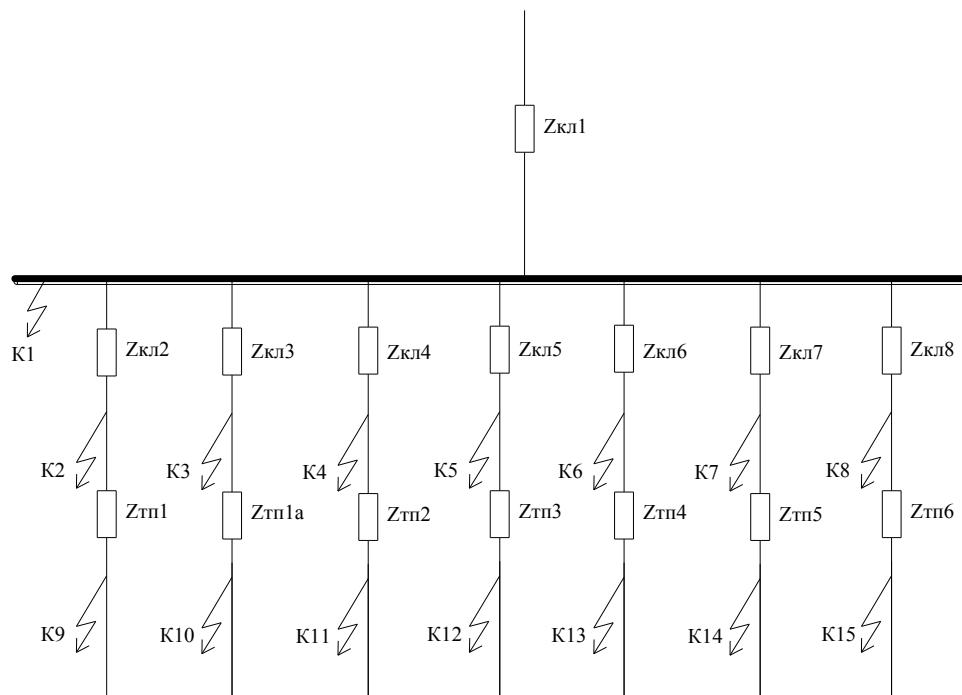 Zкл1
К1
Zкл2 Zкл3 Zкл4 Zкл5 Zкл6 Zкл7 Zкл8
К2 К3 К4 К5 К6 К7 К8
Zтп1 Zтп1а Zтп2 Zтп3 Zтп4 Zтп5 Zтп6
К9 К10 К11 К12 К13 К14 К15